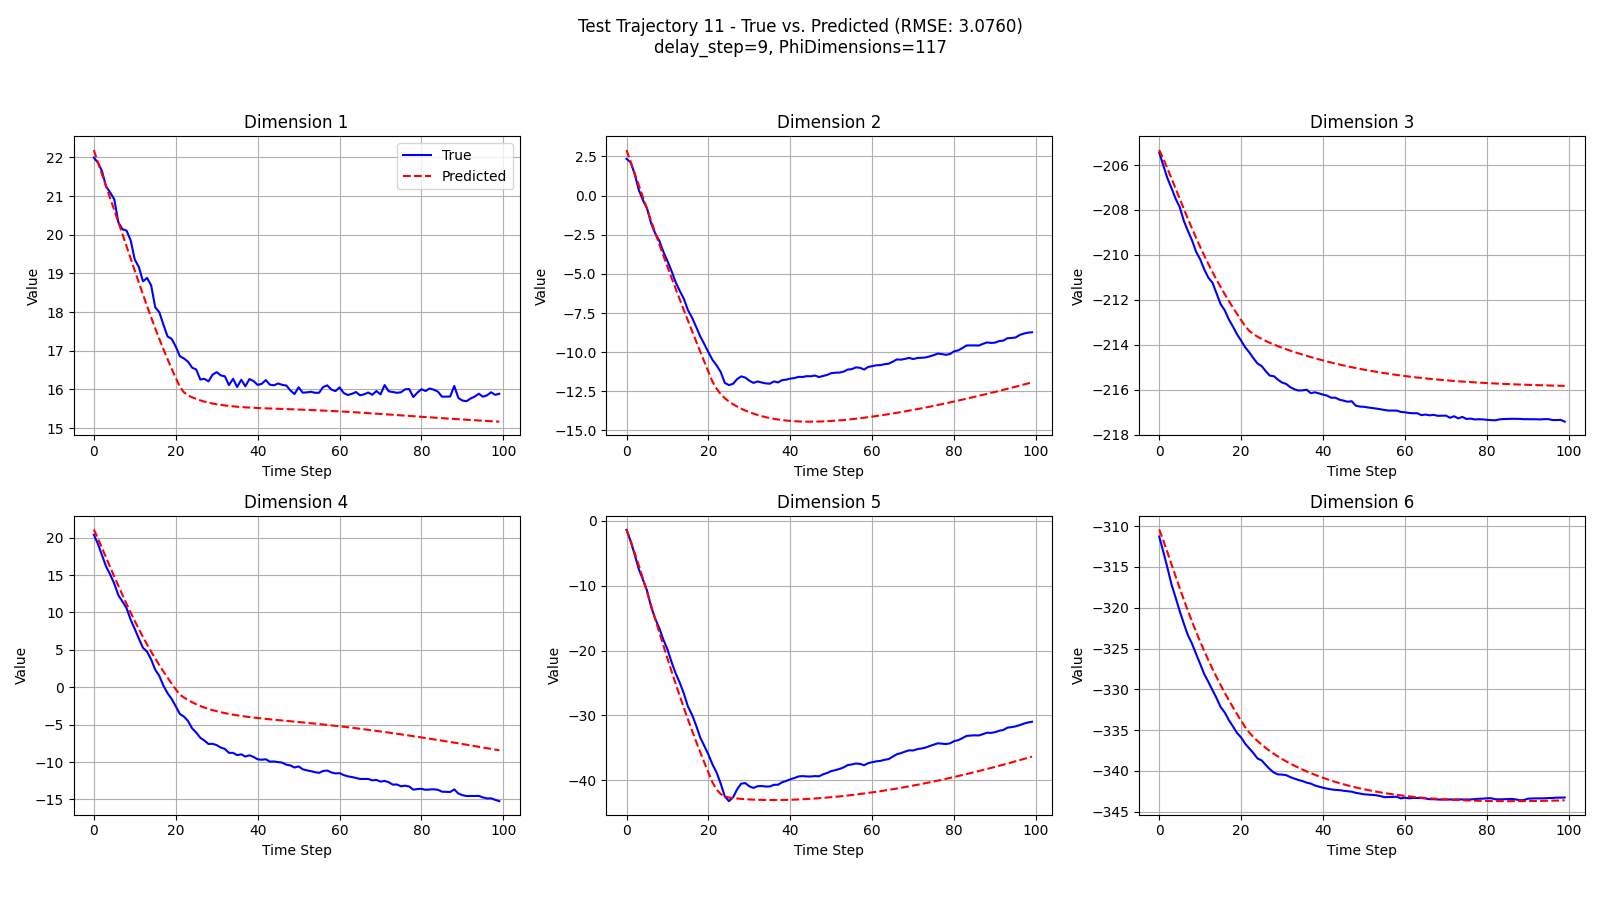 Test Trajectory 11 - True vs. Predicted (RMSE: 3.0760)
delay_step=9, PhiDimensions=117
Dimension 1
True
Predicted
22
21
20
19
18
17
16
15
Value
0 20 40 60 80 100
Time Step
Dimension 2
2.5
0.0
−2.5
−5.0
−7.5
−10.0
−12.5
−15.0
Value
0 20 40 60 80 100
Time Step
Dimension 3
−206
−208
−210
−212
−214
−216
−218
Value
0 20 40 60 80 100
Time Step
Dimension 4
20
15
10
5
0
−5
−10
−15
Value
0 20 40 60 80 100
Time Step
Dimension 5
0
−10
−20
−30
−40
Value
0 20 40 60 80 100
Time Step
Dimension 6
−310
−315
−320
−325
−330
−335
−340
−345
Value
0 20 40 60 80 100
Time Step